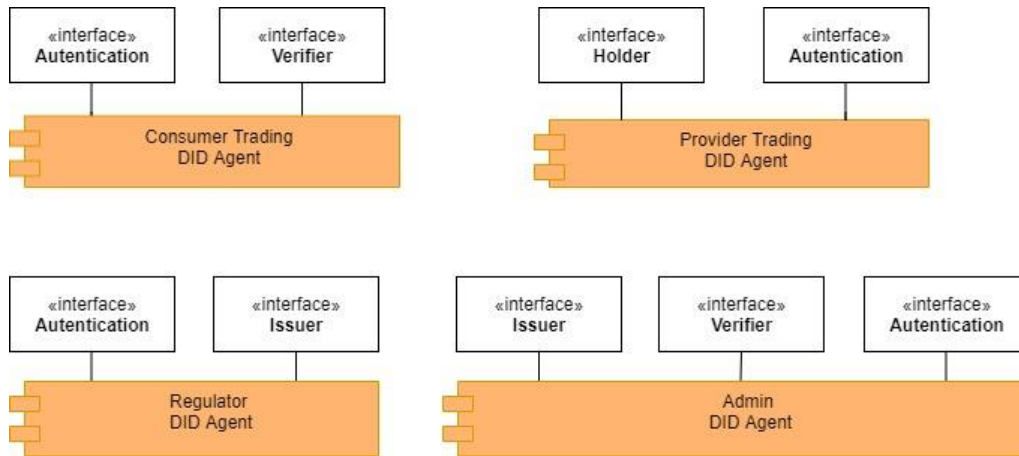 «interface»
Autentication
«interface»
Verifier
Consumer Trading
DID Agent
«interface»
Holder
«interface»
Autentication
Provider Trading
DID Agent
«interface»
Autentication
«interface»
Issuer
Regulator
DID Agent
«interface»
Issuer
«interface»
Verifier
«interface»
Autentication
Admin
DID Agent